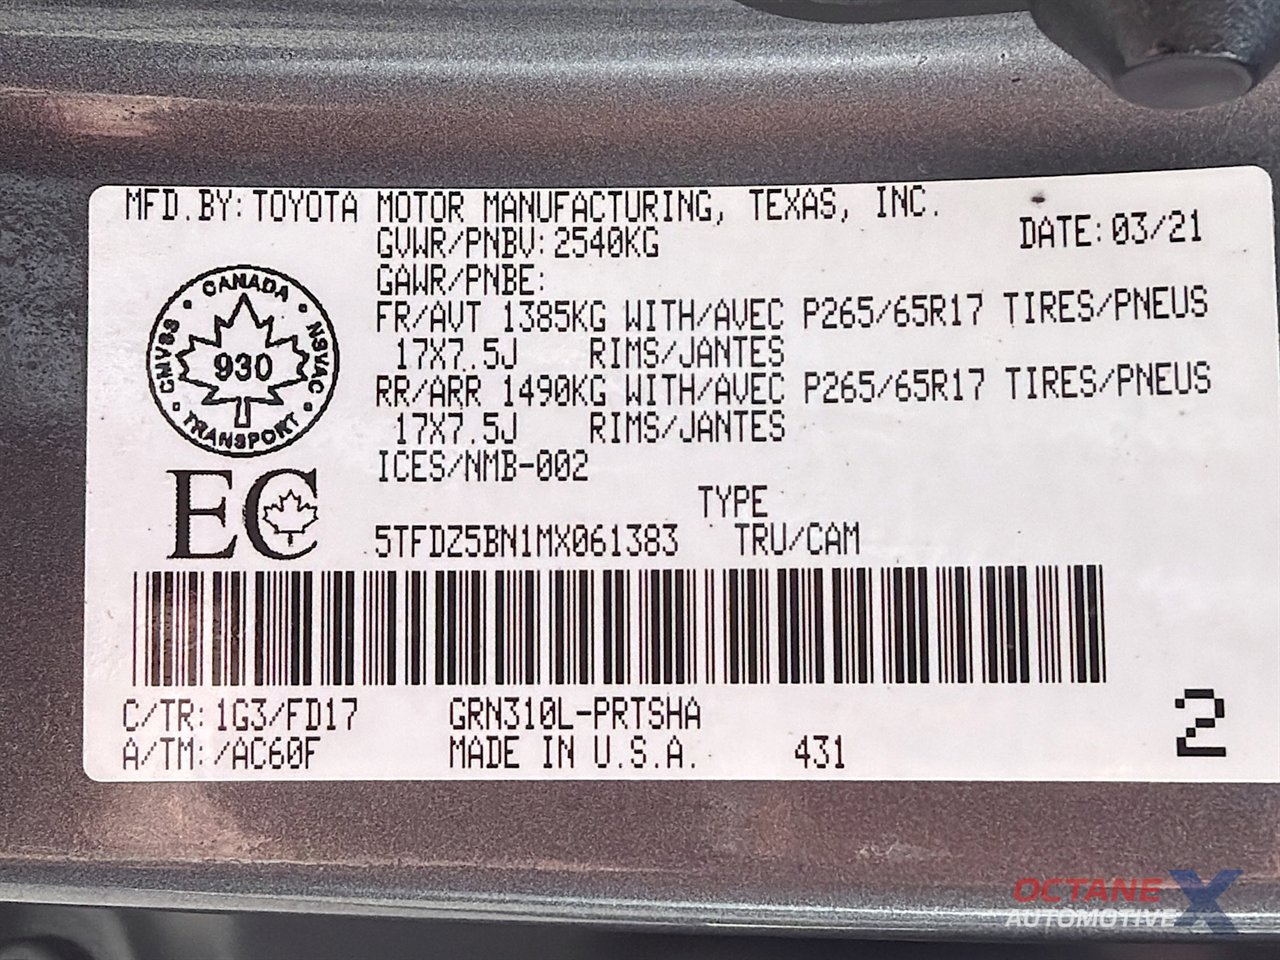 MFD.BY:TOYOTA MOTOR MANUFACTURING, TEXAS, INC.
DATE:03/21
GVWR/PNBV:2540KG
GAWR/PNBE:
FR/AVT 1385KG WITH/AVEC P265/65R17 TIRES/PNEUS
17X7.5J RIMS/JANTES
RR/ARR 1490KG WITH/AVEC P265/65R17 TIRES/PNEUS
17X7.5J RIMS/JANTES
ICES/NMB-002
CANADA
CMVSS
NSVAC
930
TRANSPORT
EC
TYPE
5TFDZ5BN1MX061383 TRU/CAM
C/TR:1G3/FD17 GRN310L-PRTSHA
A/TM:/AC60F MADE IN U.S.A. 431
2
OCTANE X
AUTOMOTIVE